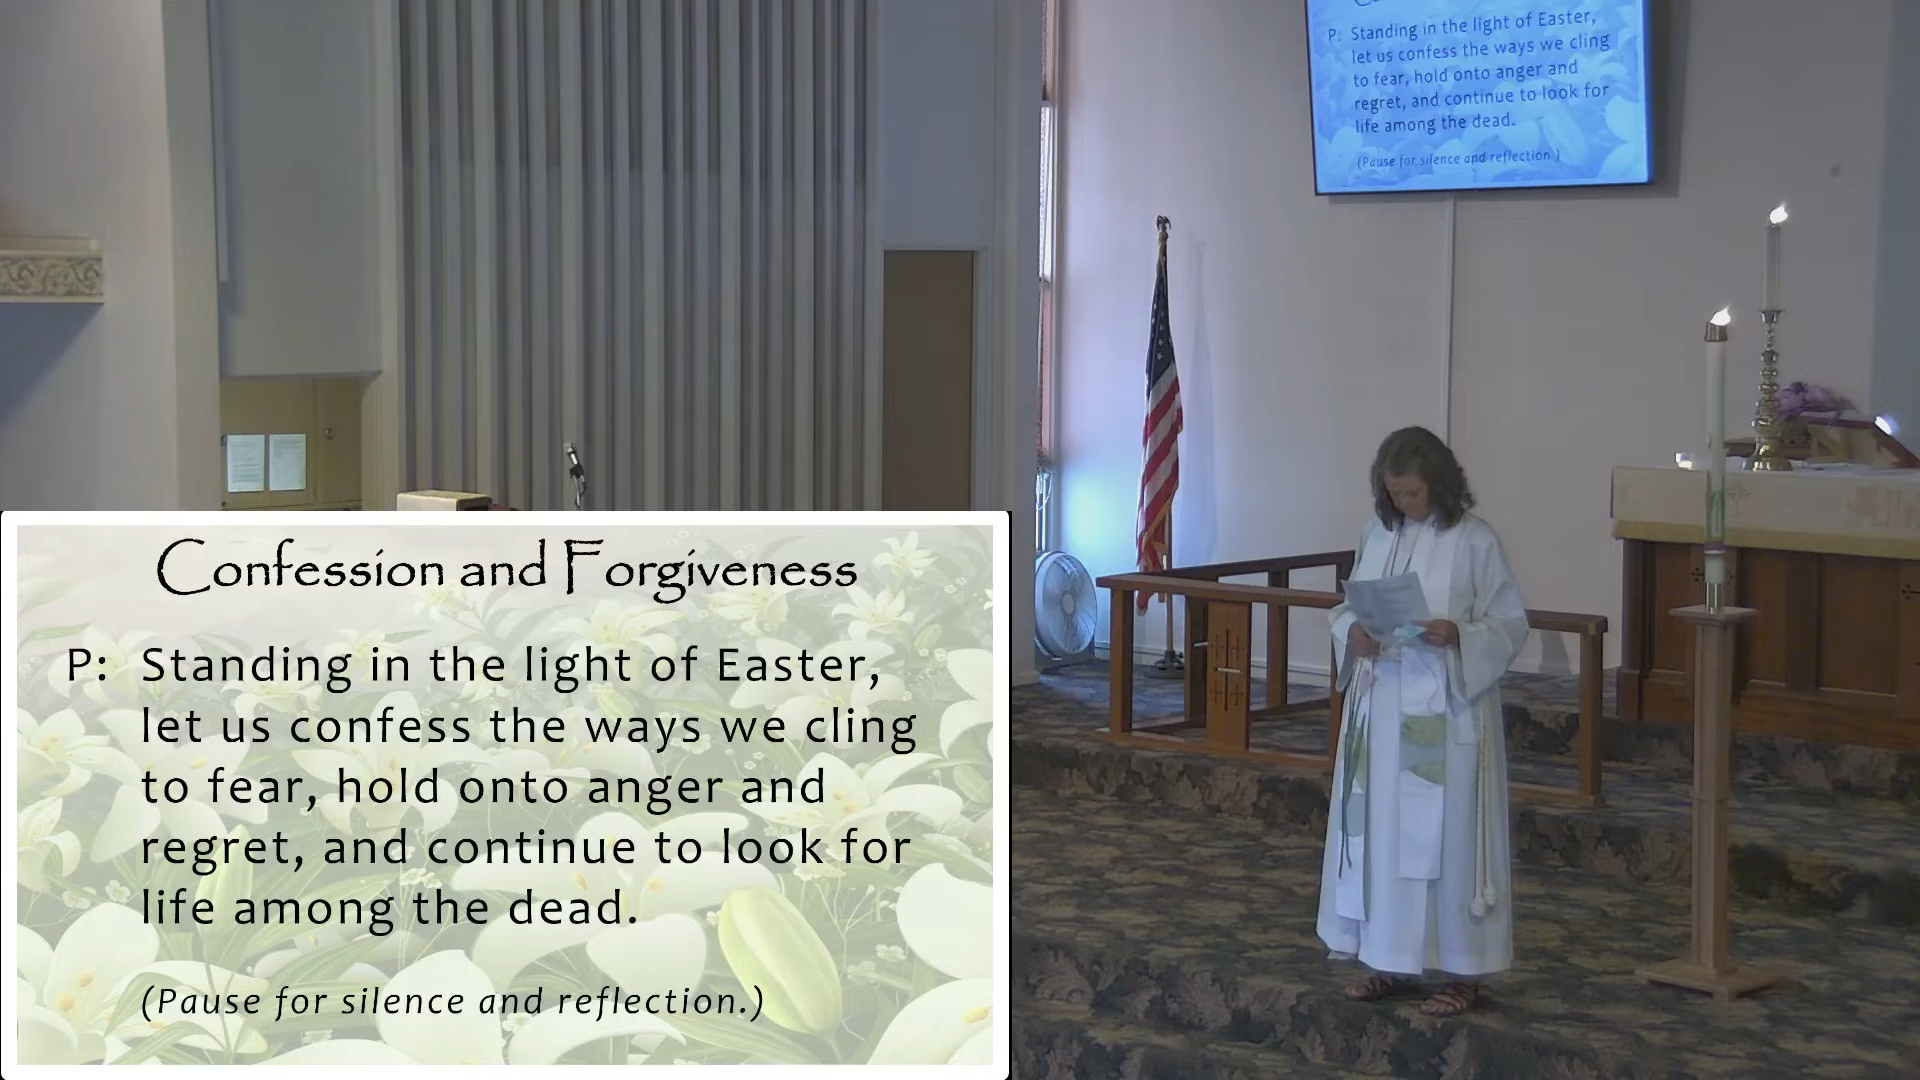 Confession and Forgiveness
P: Standing in the light of Easter,
let us confess the ways we cling
to fear, hold onto anger and
regret, and continue to look for
life among the dead.
(Pause for silence and reflection.)
P: Standing in the light of Easter,
let us confess the ways we cling
to fear, hold onto anger and
regret, and continue to look for
life among the dead.
(Pause for silence and reflection.)